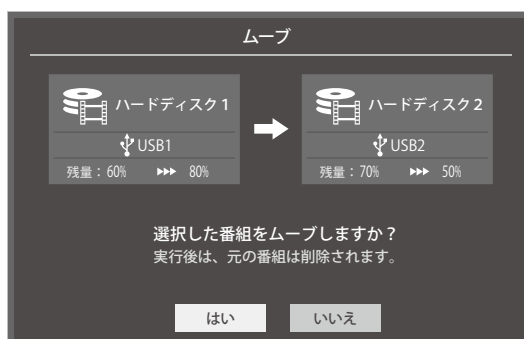 ムーブ
ハードディスク1
USB1
残量：60% ▶▶▶ 80%
ハードディスク2
USB2
残量：70% ▶▶▶ 50%
選択した番組をムーブしますか？
実行後は、元の番組は削除されます。
はい
いいえ